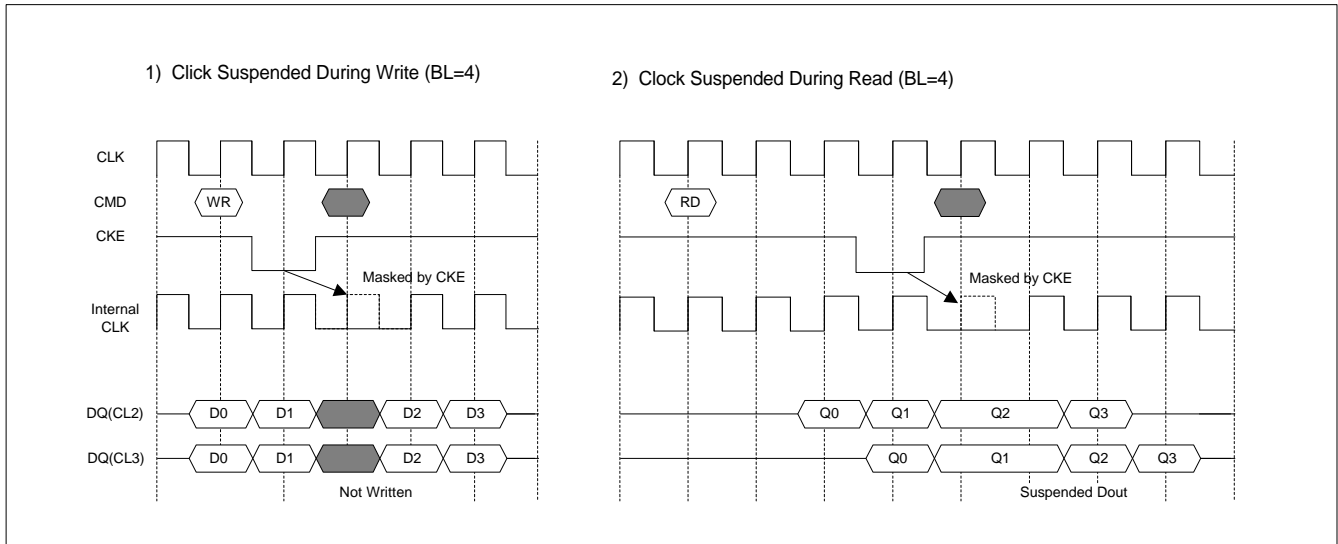 1) Click Suspended During Write (BL=4)
2) Clock Suspended During Read (BL=4)
CLK
CMD
WR
RD
CKE
Masked by CKE
Masked by CKE
Internal
CLK
DQ(CL2)
D0 D1 D2 D3
Q0 Q1 Q2 Q3
DQ(CL3)
D0 D1 D2 D3
Q0 Q1 Q2 Q3
Not Written
Suspended Dout